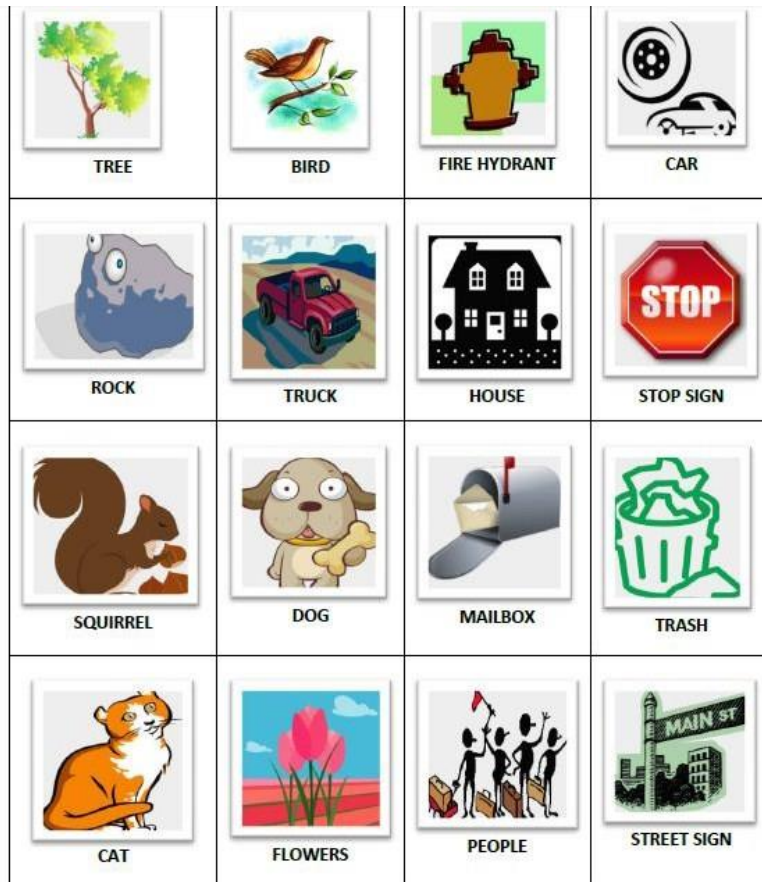 TREE
BIRD
FIRE HYDRANT
CAR
STOP
ROCK
TRUCK
HOUSE
STOP SIGN
SQUIRREL
DOG
MAILBOX
TRASH
MAIN ST
CAT
FLOWERS
PEOPLE
STREET SIGN